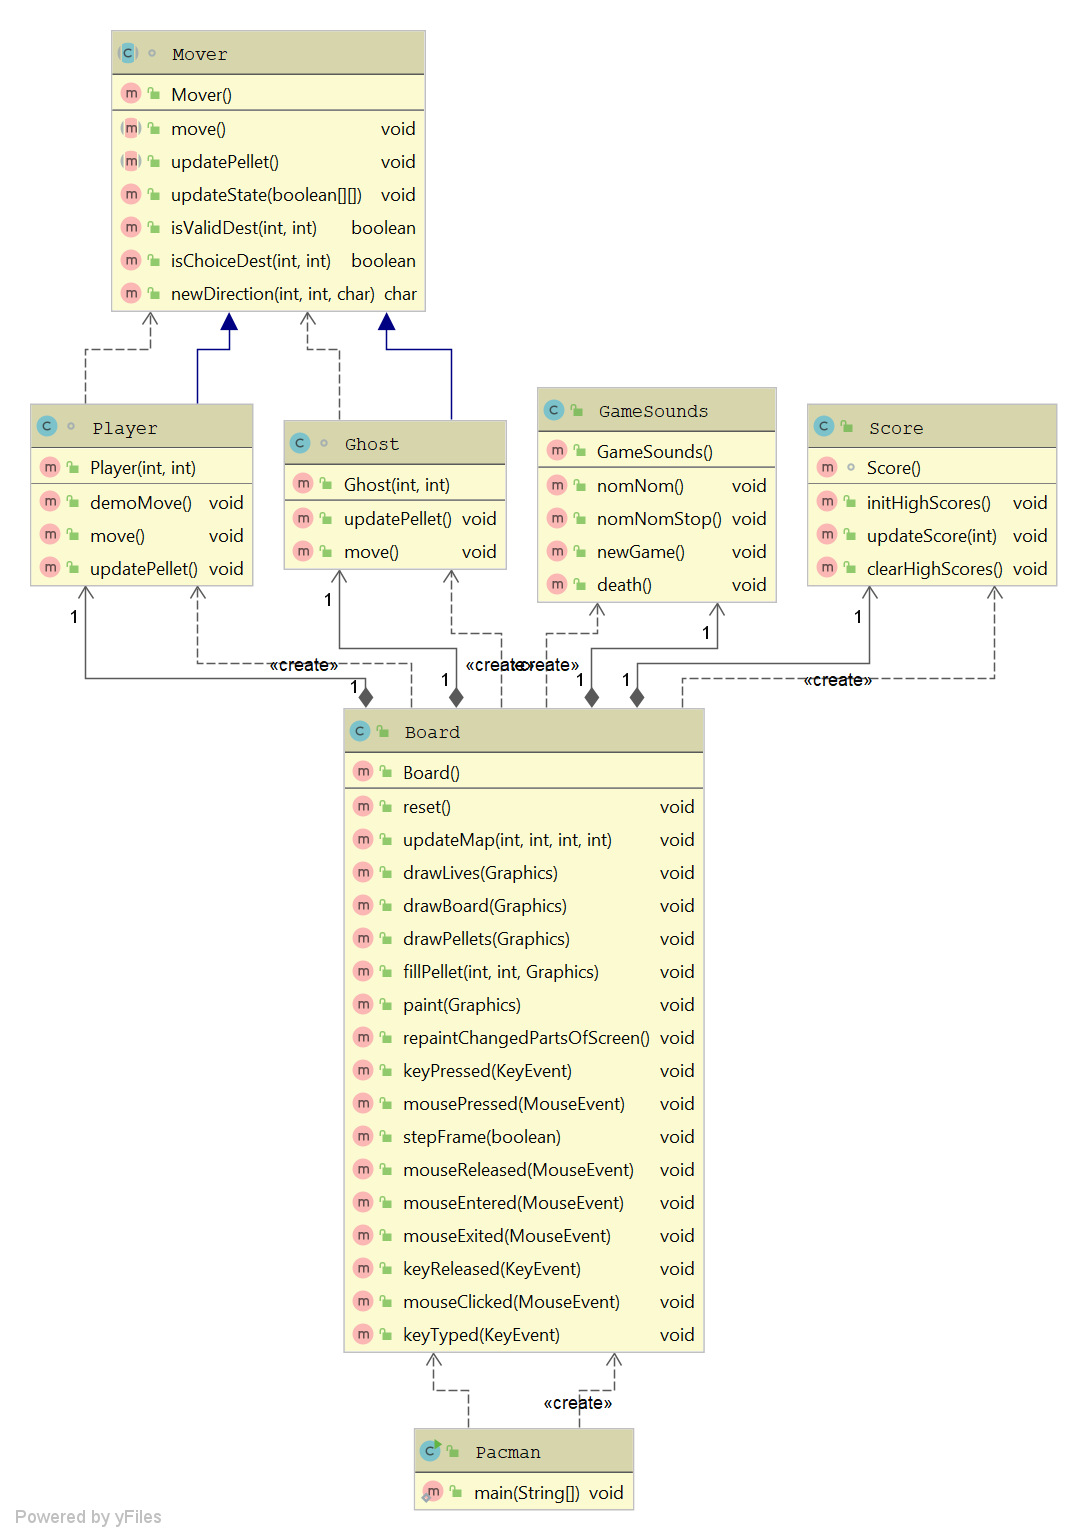 Mover
Mover()
move() void
updatePellet() void
updateState(boolean[][]) void
isValidDest(int, int) boolean
isChoiceDest(int, int) boolean
newDirection(int, int, char) char
Player
Player(int, int)
demoMove() void
move() void
updatePellet() void
Ghost
Ghost(int, int)
updatePellet() void
move() void
GameSounds
GameSounds()
nomNom() void
nomNomStop() void
newGame() void
death() void
Score
Score()
initHighScores() void
updateScore(int) void
clearHighScores() void
1
1
1
1
«create»
«create»
«create»
«create»
1
1
1
1
Board
Board()
reset() void
updateMap(int, int, int, int) void
drawLives(Graphics) void
drawBoard(Graphics) void
drawPellets(Graphics) void
fillPellet(int, int, Graphics) void
paint(Graphics) void
repaintChangedPartsOfScreen() void
keyPressed(KeyEvent) void
mousePressed(MouseEvent) void
stepFrame(boolean) void
mouseReleased(MouseEvent) void
mouseEntered(MouseEvent) void
mouseExited(MouseEvent) void
keyReleased(KeyEvent) void
mouseClicked(MouseEvent) void
keyTyped(KeyEvent) void
«create»
Pacman
main(String[]) void
Powered by yFiles